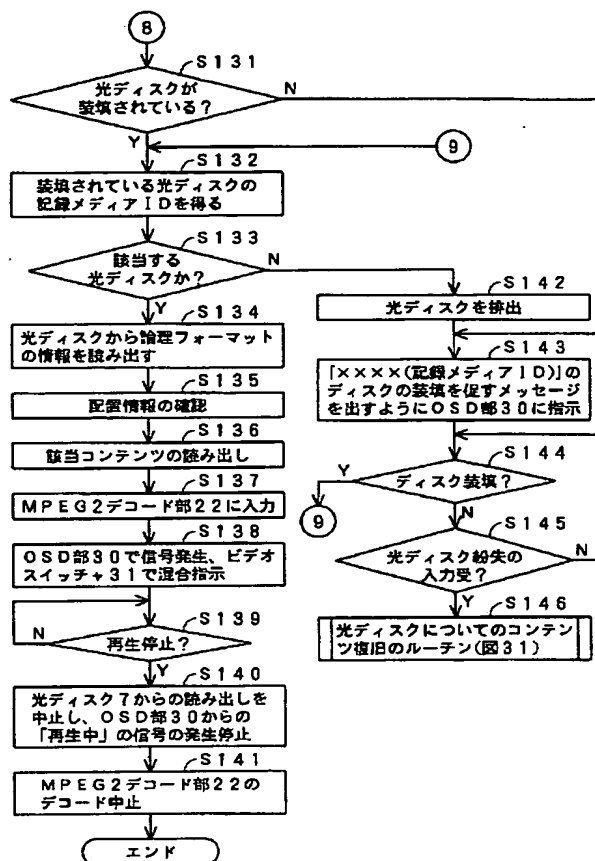 8
S131
光ディスクが
装填されている？
N
Y
9
S132
装填されている光ディスクの
記録メディアIDを得る
S133
該当する
光ディスクか？
N
Y
S134
光ディスクから論理フォーマット
の情報を読み出す
S135
配置情報の確認
S136
該当コンテンツの読み出し
S137
MPEG2デコード部22に入力
S138
OSD部30で信号発生、ビデオ
スイッチャ31で混合指示
S139
再生停止？
N
Y
S140
光ディスク7からの読み出しを
中止し、OSD部30からの
「再生中」の信号の発生停止
S141
MPEG2デコード部22の
デコード中止
エンド
S142
光ディスクを排出
S143
「××××(記録メディアID)」の
ディスクの装填を促すメッセージ
を出すようにOSD部30に指示
S144
ディスク装填？
Y
9
N
S145
光ディスク紛失の
入力受？
N
Y
S146
光ディスクについてのコンテン
ツ復旧のルーチン(図31)